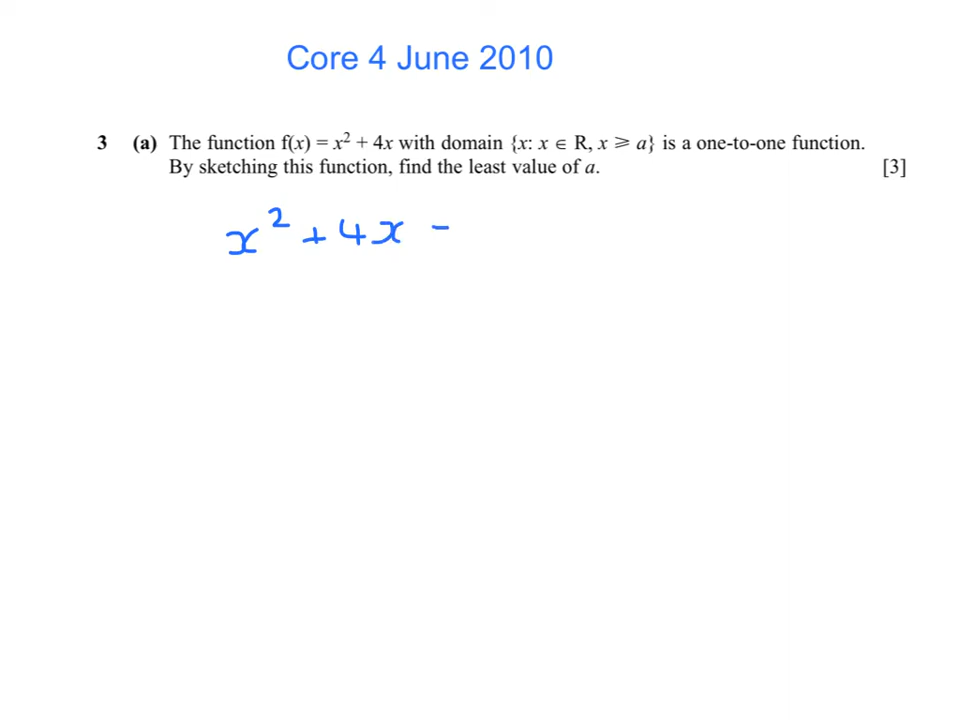 Core 4 June 2010
3 (a) The function f(x) = x² + 4x with domain {x: x ∈ R, x ⩾ a} is a one-to-one function.
By sketching this function, find the least value of a. [3]
x² + 4x -